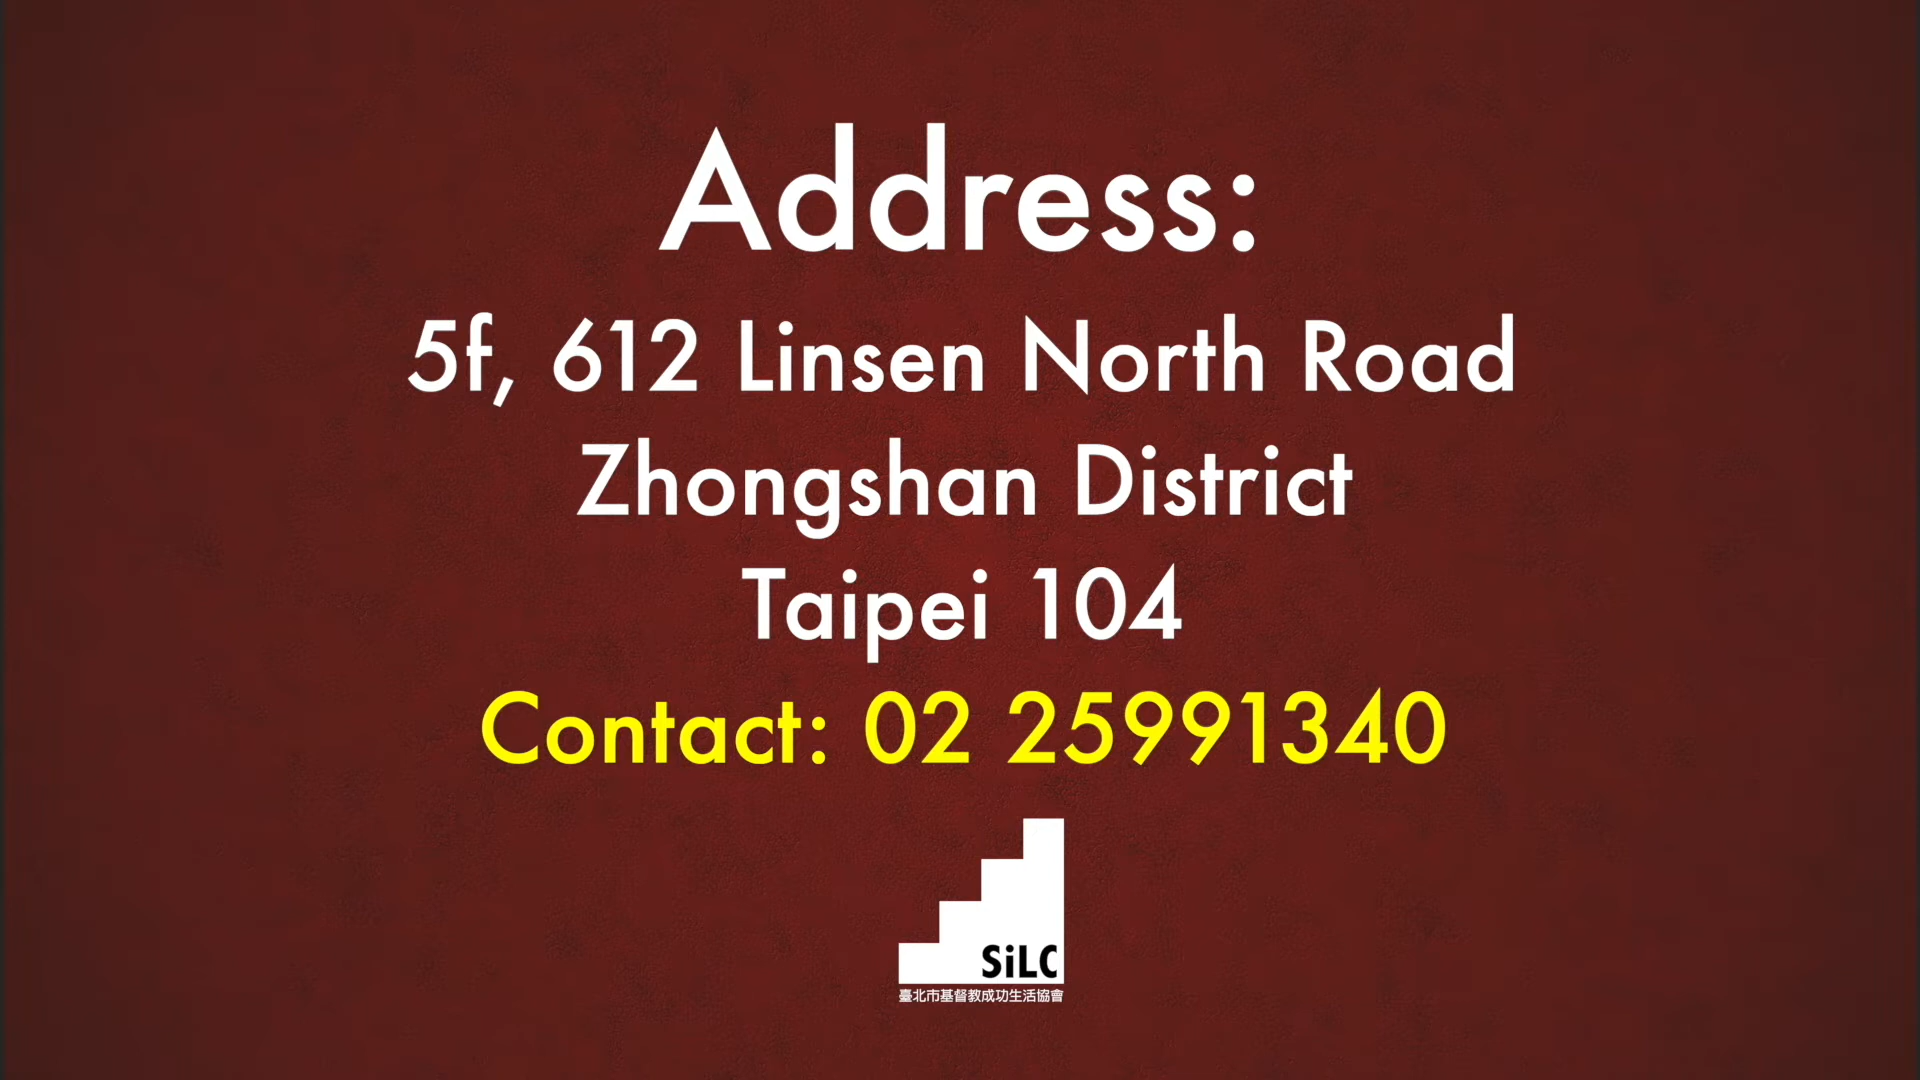 Address:
5f, 612 Linsen North Road
Zhongshan District
Taipei 104
Contact: 02 25991340
SiLC
臺北市基督教成功生活協會